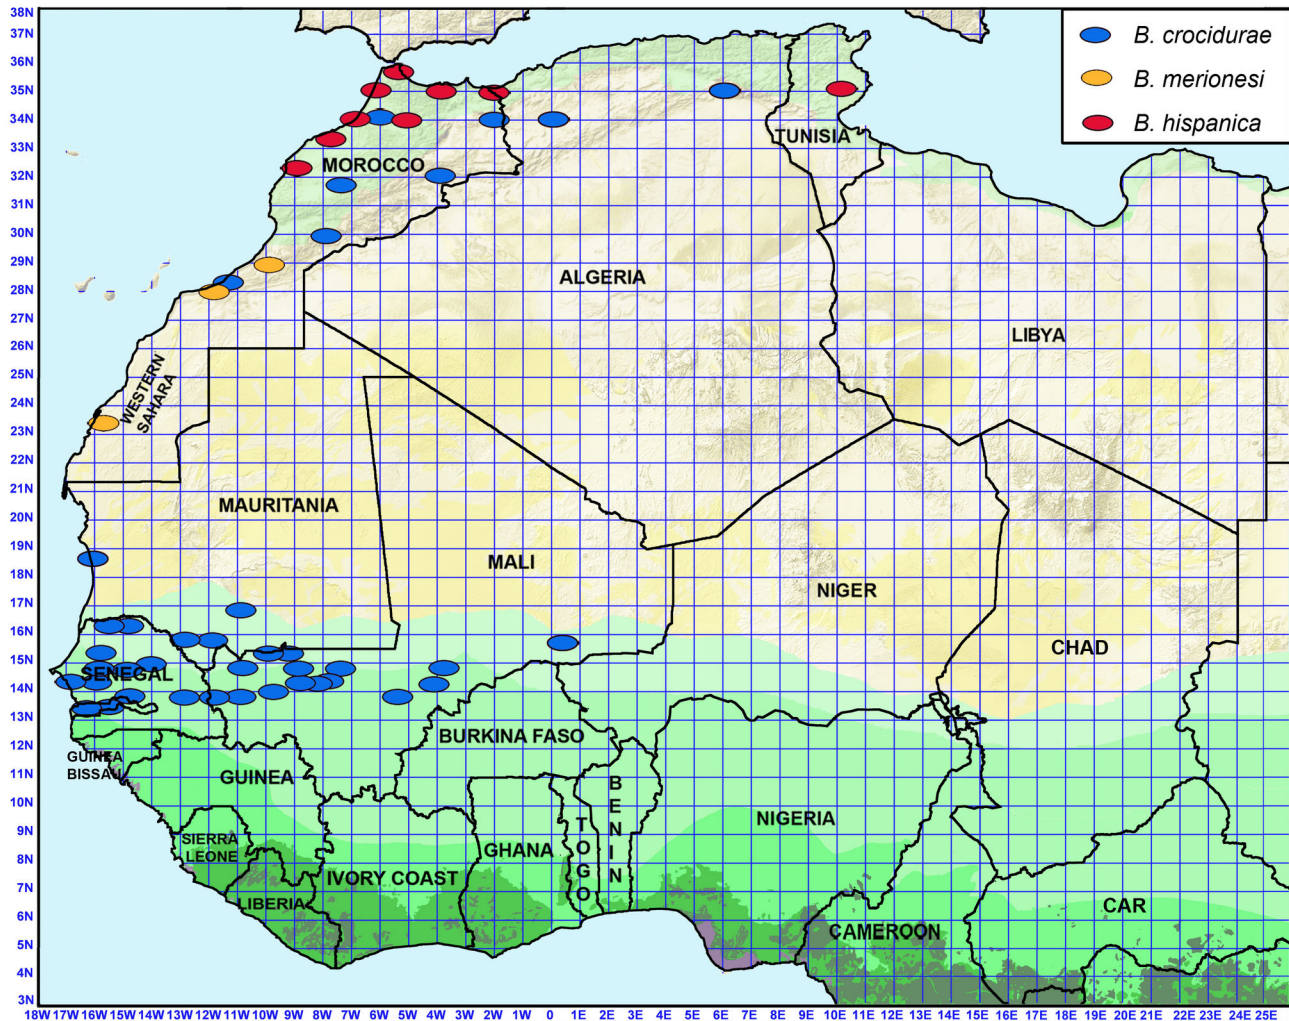 38N
37N
36N
35N
34N
33N
32N
31N
30N
29N
28N
27N
26N
25N
24N
23N
22N
21N
20N
19N
18N
17N
16N
15N
14N
13N
12N
11N
10N
9N
8N
7N
6N
5N
4N
3N
B. crocidurae
B. merionesi
B. hispanica
TUNISIA
MOROCCO
ALGERIA
LIBYA
WESTERN
SAHARA
MAURITANIA
MALI
NIGER
CHAD
SENEGAL
BURKINA FASO
GUINEA
BISSAU
GUINEA
BENIN
TOGO
NIGERIA
SIERRA
LEONE
GHANA
IVORY COAST
LIBERIA
CAR
CAMEROON
18W 17W 16W 15W 14W 13W 12W 11W 10W 9W 8W 7W 6W 5W 4W 3W 2W 1W 0 1E 2E 3E 4E 5E 6E 7E 8E 9E 10E 11E 12E 13E 14E 15E 16E 17E 18E 19E 20E 21E 22E 23E 24E 25E